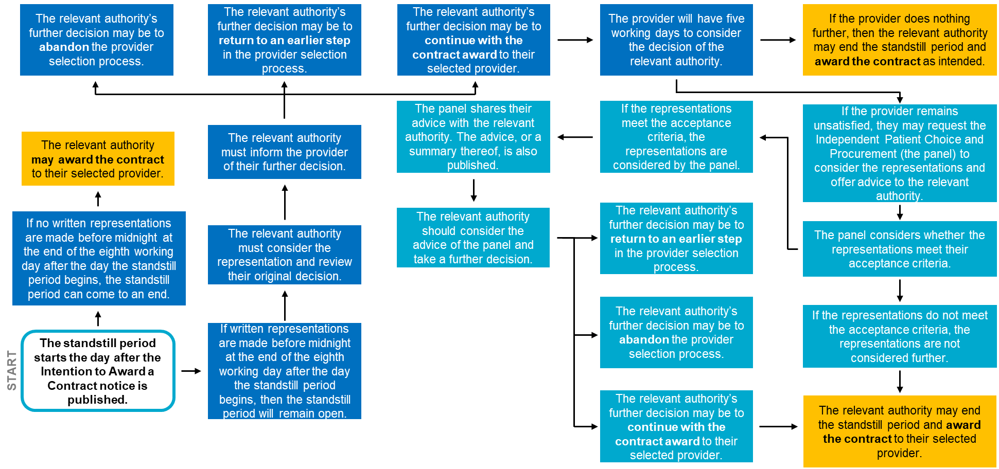 The relevant authority's
further decision may be to
abandon the provider
selection process.
The relevant authority's
further decision may be to
return to an earlier step
in the provider selection
process.
The relevant authority's
further decision may be to
continue with the
contract award to their
selected provider.
The provider will have five
working days to consider
the decision of the
relevant authority.
If the provider does nothing
further, then the relevant authority
may end the standstill period and
award the contract as intended.
The panel shares their
advice with the relevant
authority. The advice, or a
summary thereof, is also
published.
If the representations
meet the acceptance
criteria, the
representations are
considered by the panel.
If the provider remains
unsatisfied, they may request the
Independent Patient Choice and
Procurement (the panel) to
consider the representations and
offer advice to the relevant
authority.
The relevant authority
may award the contract
to their selected provider.
The relevant authority
must inform the provider
of their further decision.
If no written representations
are made before midnight at
the end of the eighth working
day after the day the standstill
period begins, the standstill
period can come to an end.
The relevant authority
must consider the
representation and review
their original decision.
The relevant authority
should consider the
advice of the panel and
take a further decision.
The relevant authority's
further decision may be to
return to an earlier step
in the provider selection
process.
The panel considers whether the
representations meet their
acceptance criteria.
The relevant authority's
further decision may be to
abandon the provider
selection process.
If the representations do not meet
the acceptance criteria, the
representations are not
considered further.
START
The standstill period
starts the day after the
Intention to Award a
Contract notice is
published.
If written representations
are made before midnight
at the end of the eighth
working day after the day
the standstill period
begins, then the standstill
period will remain open.
The relevant authority's
further decision may be to
continue with the
contract award to their
selected provider.
The relevant authority may end
the standstill period and award
the contract to their selected
provider.